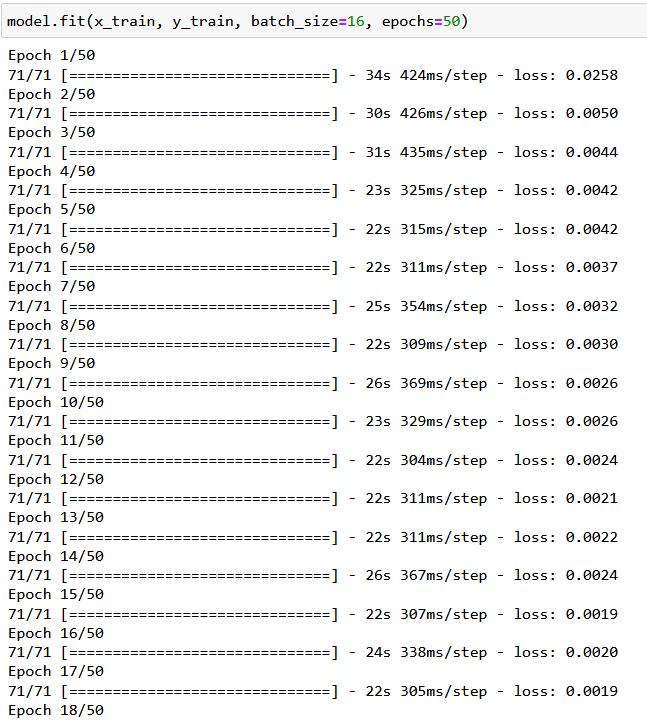 model.fit(x_train, y_train, batch_size=16, epochs=50)
Epoch 1/50
71/71 [==============================] - 34s 424ms/step - loss: 0.0258
Epoch 2/50
71/71 [==============================] - 30s 426ms/step - loss: 0.0050
Epoch 3/50
71/71 [==============================] - 31s 435ms/step - loss: 0.0044
Epoch 4/50
71/71 [==============================] - 23s 325ms/step - loss: 0.0042
Epoch 5/50
71/71 [==============================] - 22s 315ms/step - loss: 0.0042
Epoch 6/50
71/71 [==============================] - 22s 311ms/step - loss: 0.0037
Epoch 7/50
71/71 [==============================] - 25s 354ms/step - loss: 0.0032
Epoch 8/50
71/71 [==============================] - 22s 309ms/step - loss: 0.0030
Epoch 9/50
71/71 [==============================] - 26s 369ms/step - loss: 0.0026
Epoch 10/50
71/71 [==============================] - 23s 329ms/step - loss: 0.0026
Epoch 11/50
71/71 [==============================] - 22s 304ms/step - loss: 0.0024
Epoch 12/50
71/71 [==============================] - 22s 311ms/step - loss: 0.0021
Epoch 13/50
71/71 [==============================] - 22s 311ms/step - loss: 0.0022
Epoch 14/50
71/71 [==============================] - 26s 367ms/step - loss: 0.0024
Epoch 15/50
71/71 [==============================] - 22s 307ms/step - loss: 0.0019
Epoch 16/50
71/71 [==============================] - 24s 338ms/step - loss: 0.0020
Epoch 17/50
71/71 [==============================] - 22s 305ms/step - loss: 0.0019
Epoch 18/50